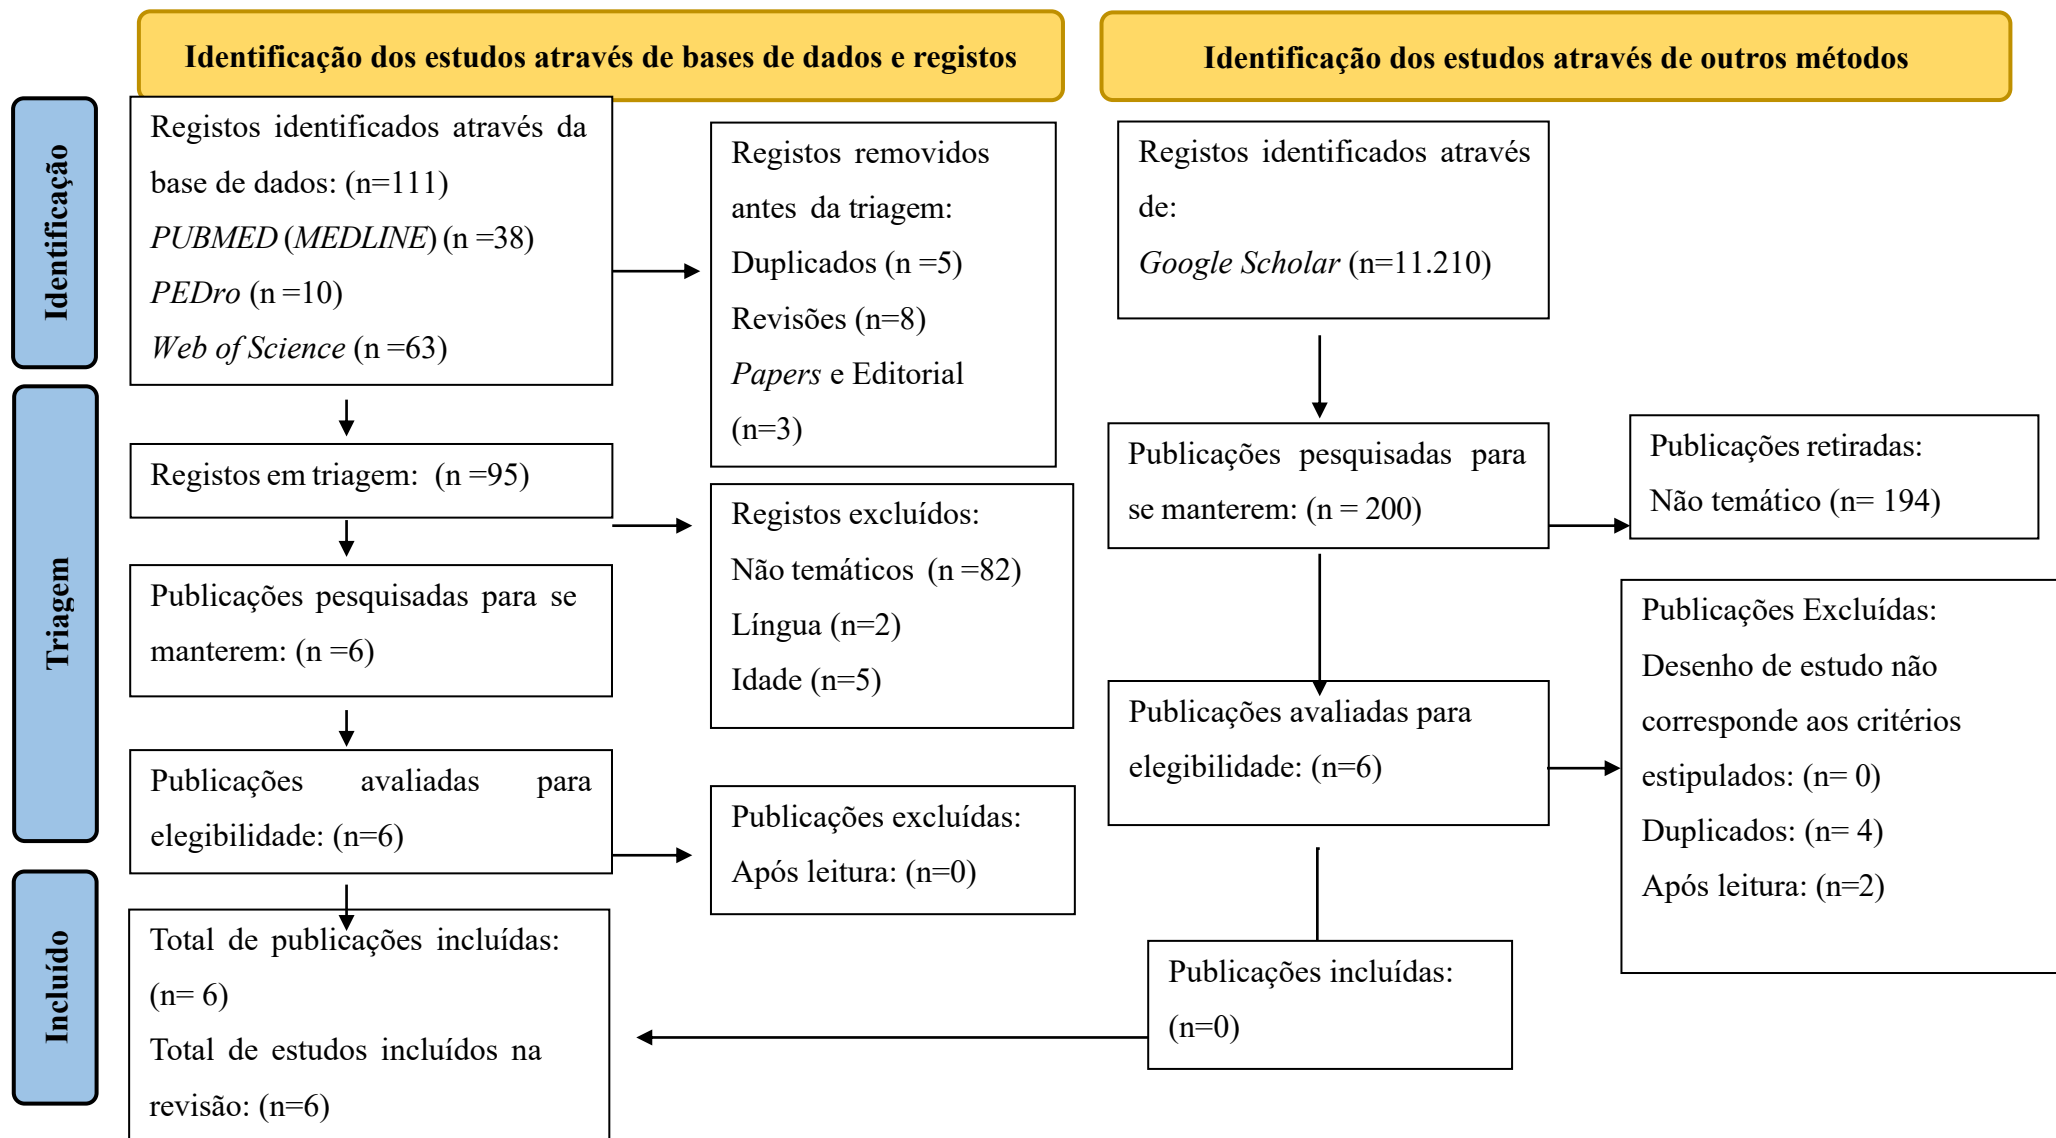 Identificação dos estudos através de bases de dados e registos
Identificação dos estudos através de outros métodos
Identificação
Registos identificados através da
base de dados: (n=111)
PUBMED (MEDLINE) (n =38)
PEDro (n =10)
Web of Science (n =63)
Registos removidos
antes da triagem:
Duplicados (n =5)
Revisões (n=8)
Papers e Editorial
(n=3)
Registos identificados através
de:
Google Scholar (n=11.210)
Triagem
Registos em triagem: (n =95)
Registos excluídos:
Não temáticos (n =82)
Língua (n=2)
Idade (n=5)
Publicações pesquisadas para se
manterem: (n =6)
Publicações avaliadas para
elegibilidade: (n=6)
Publicações excluídas:
Após leitura: (n=0)
Publicações pesquisadas para
se manterem: (n = 200)
Publicações retiradas:
Não temático (n= 194)
Publicações avaliadas para
elegibilidade: (n=6)
Publicações Excluídas:
Desenho de estudo não
corresponde aos critérios
estipulados: (n= 0)
Duplicados: (n= 4)
Após leitura: (n=2)
Incluído
Total de publicações incluídas:
(n= 6)
Total de estudos incluídos na
revisão: (n=6)
Publicações incluídas:
(n=0)